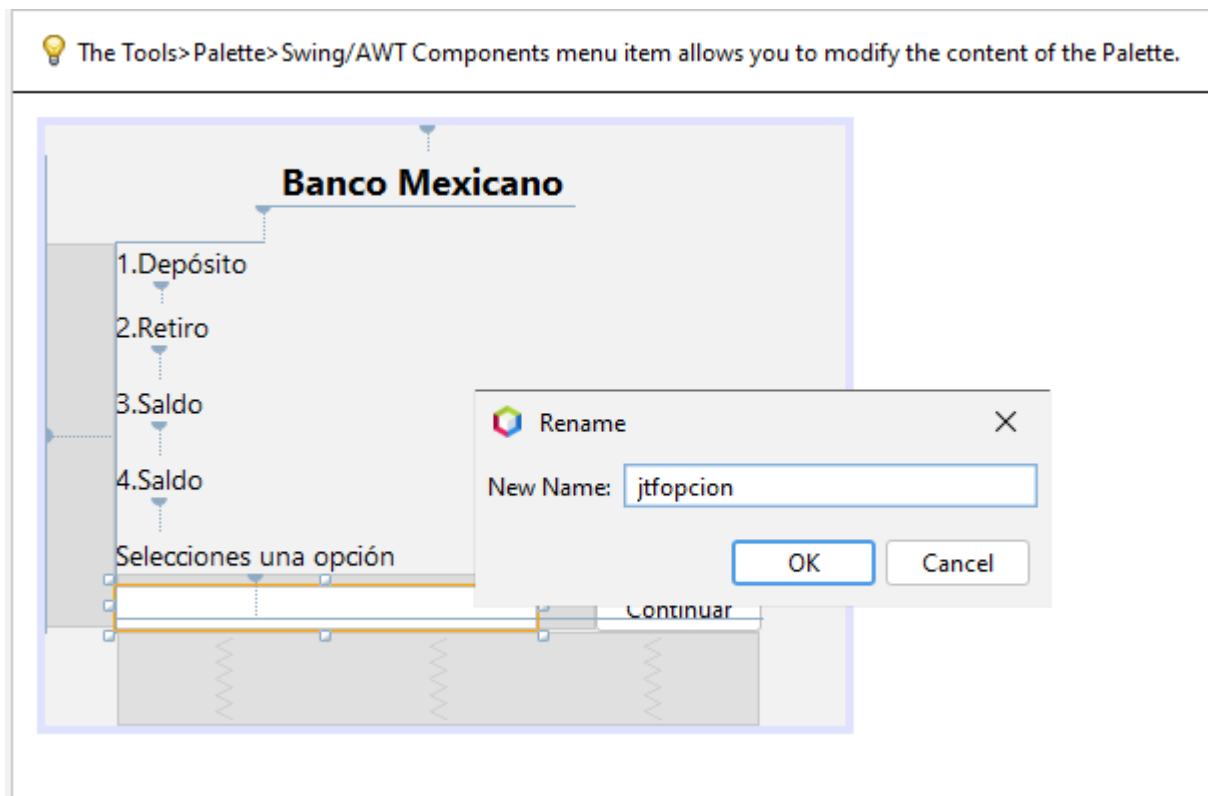 The Tools>Palette>Swing/AWT Components menu item allows you to modify the content of the Palette.
Banco Mexicano
1.Depósito
2.Retiro
3.Saldo
4.Saldo
Selecciones una opción
Rename
New Name: jtfopcion
OK Cancel
Continuar